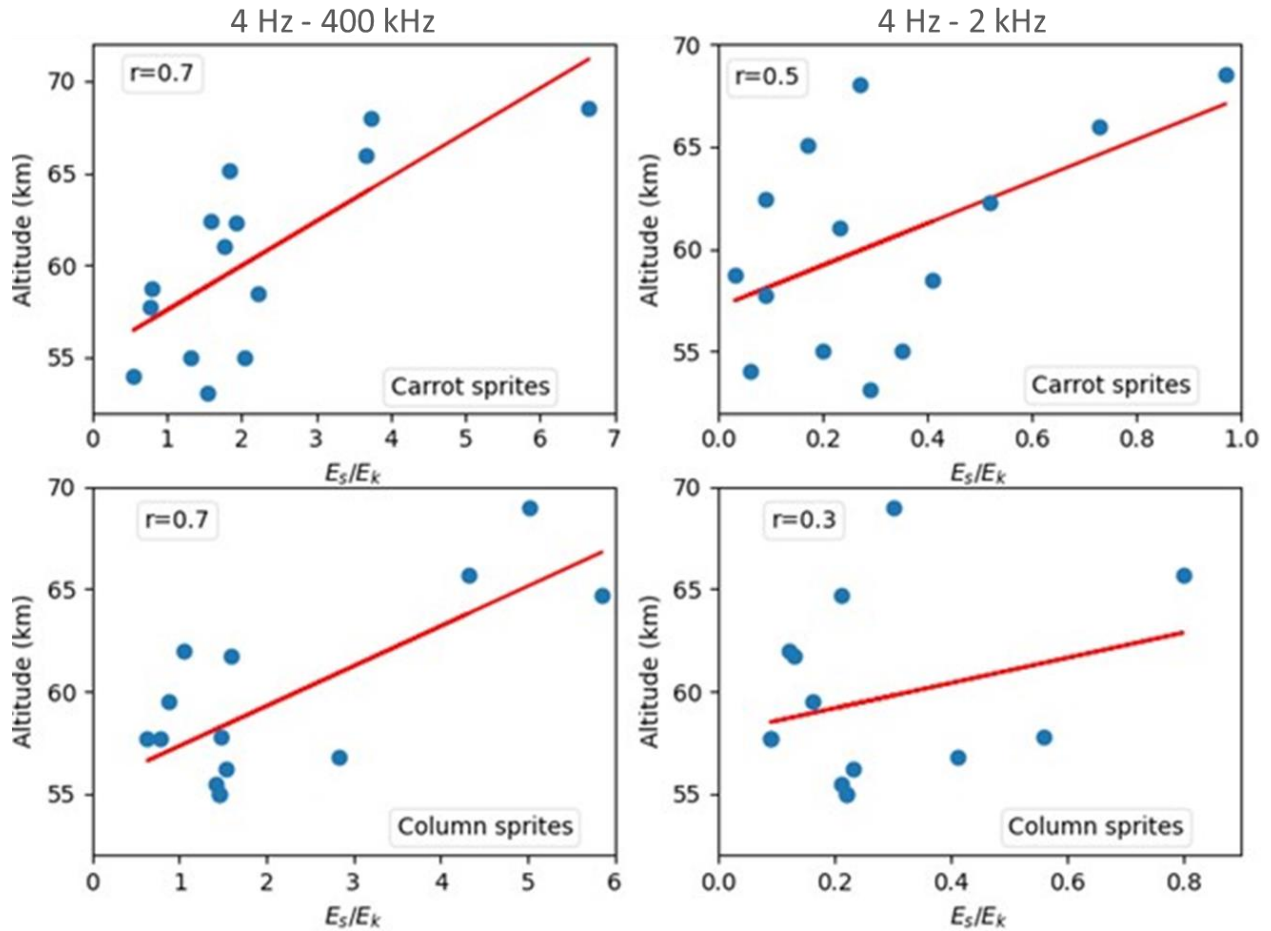 4 Hz - 400 kHz
4 Hz - 2 kHz
r=0.7
Altitude (km)
70
65
60
55
Carrot sprites
0 1 2 3 4 5 6 7
Es/Ek
r=0.5
Altitude (km)
70
65
60
55
Carrot sprites
0.0 0.2 0.4 0.6 0.8 1.0
Es/Ek
r=0.7
Altitude (km)
70
65
60
55
Column sprites
0 1 2 3 4 5 6
Es/Ek
r=0.3
Altitude (km)
70
65
60
55
Column sprites
0.0 0.2 0.4 0.6 0.8
Es/Ek